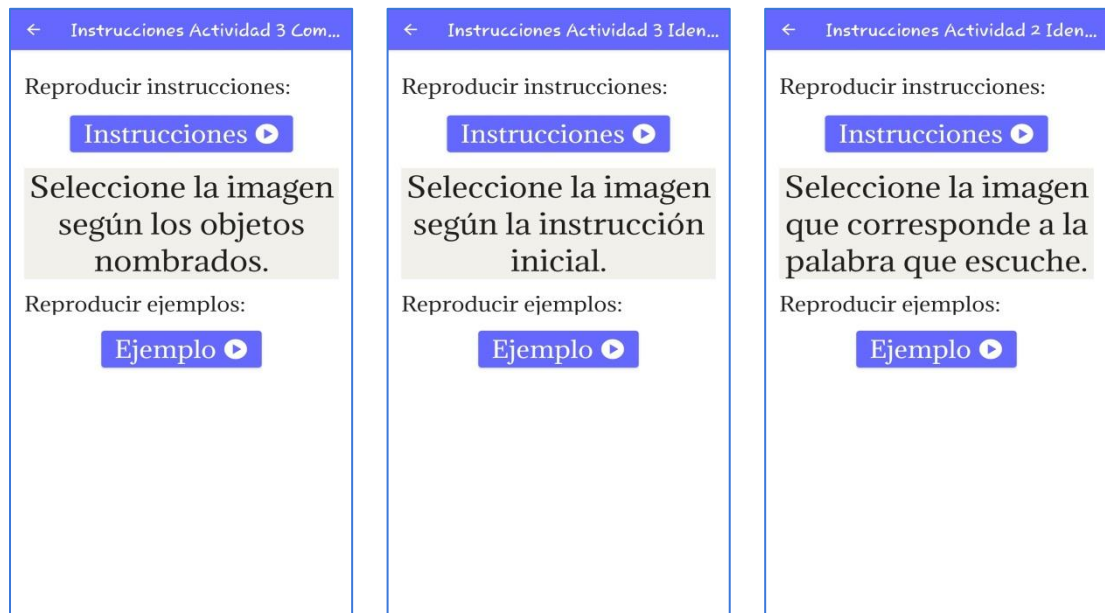 Instrucciones Actividad 3 Com...
Reproducir instrucciones:
Instrucciones
Seleccione la imagen
según los objetos
nombrados.
Reproducir ejemplos:
Ejemplo
Instrucciones Actividad 3 Iden...
Reproducir instrucciones:
Instrucciones
Seleccione la imagen
según la instrucción
inicial.
Reproducir ejemplos:
Ejemplo
Instrucciones Actividad 2 Iden...
Reproducir instrucciones:
Instrucciones
Seleccione la imagen
que corresponde a la
palabra que escuche.
Reproducir ejemplos:
Ejemplo